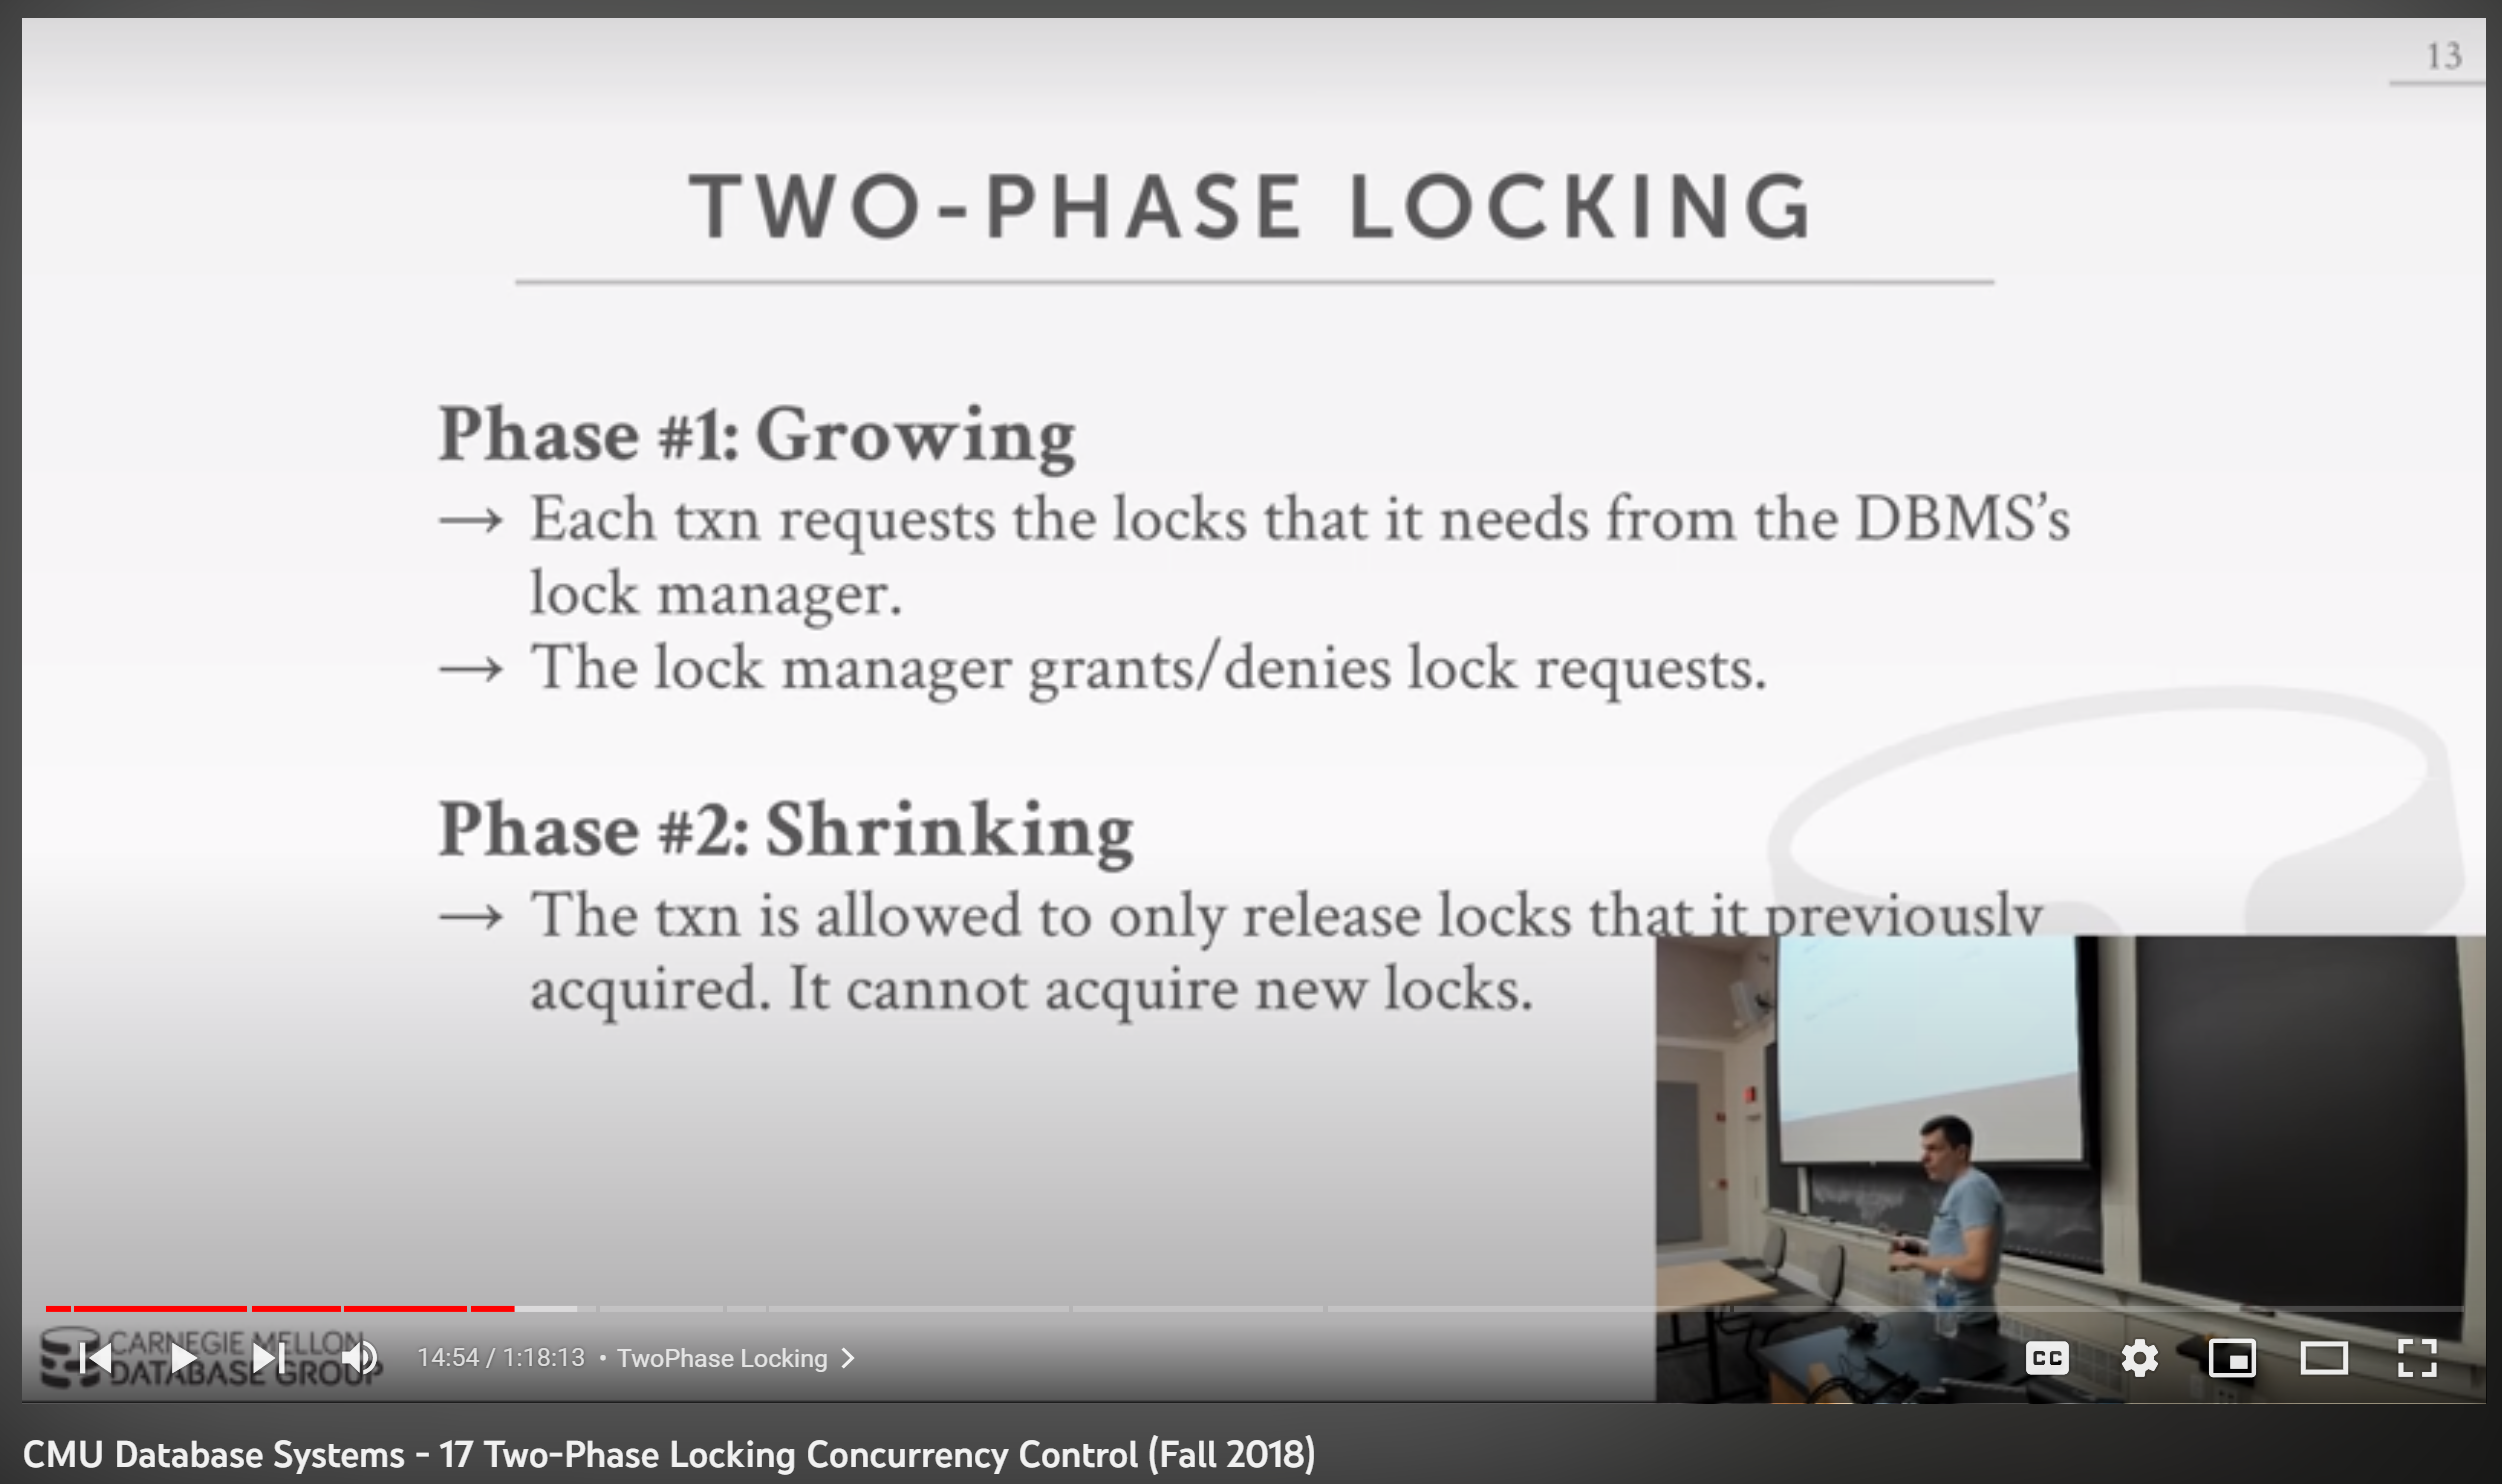 13
TWO-PHASE LOCKING
Phase #1: Growing
→ Each txn requests the locks that it needs from the DBMS’s
lock manager.
→ The lock manager grants/denies lock requests.
Phase #2: Shrinking
→ The txn is allowed to only release locks that it previously
acquired. It cannot acquire new locks.
CARNEGIE MELLON
DATABASE GROUP
14:54 / 1:18:13 • TwoPhase Locking
CC
CMU Database Systems - 17 Two-Phase Locking Concurrency Control (Fall 2018)